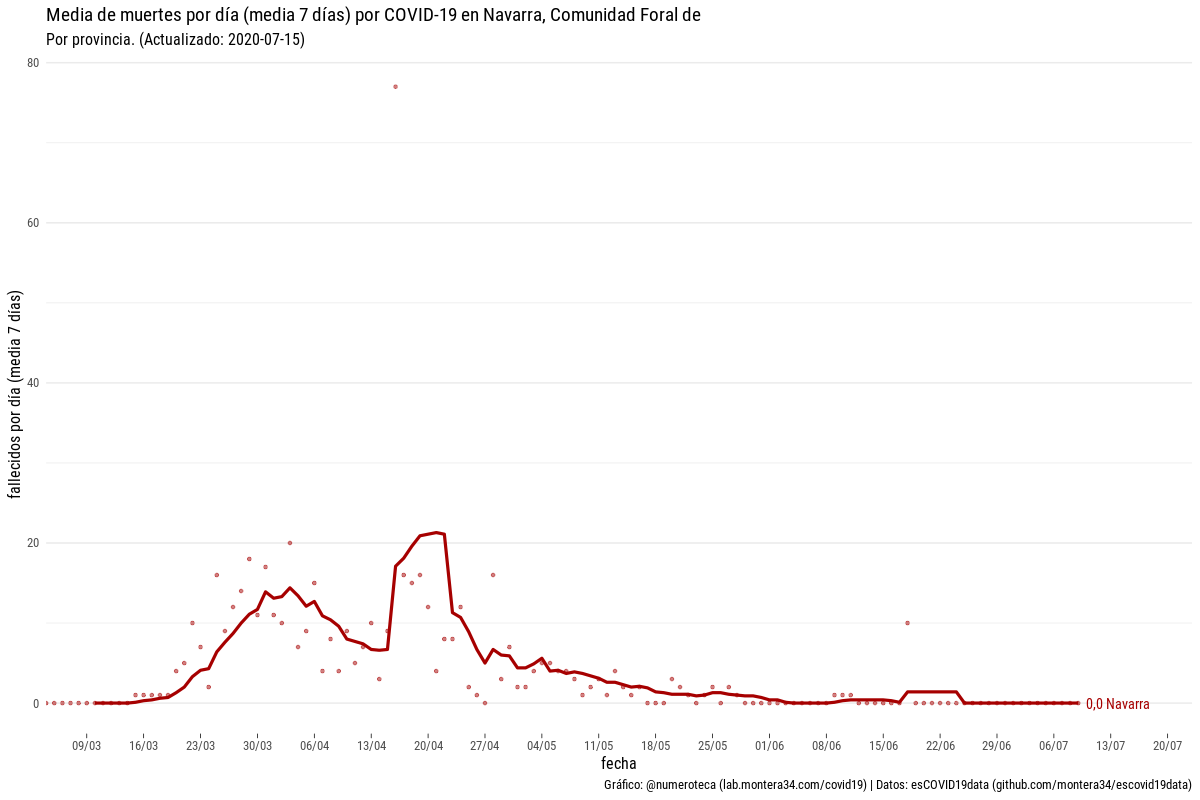 Media de muertes por día (media 7 días) por COVID-19 en Navarra, Comunidad Foral de
Por provincia. (Actualizado: 2020-07-15)
80
60
40
20
0
fallecidos por día (media 7 días)
0,0 Navarra
09/03 16/03 23/03 30/03 06/04 13/04 20/04 27/04 04/05 11/05 18/05 25/05 01/06 08/06 15/06 22/06 29/06 06/07 13/07 20/07
fecha
Gráfico: @numeroteca (lab.montera34.com/covid19) | Datos: esCOVID19data (github.com/montera34/escovid19data)